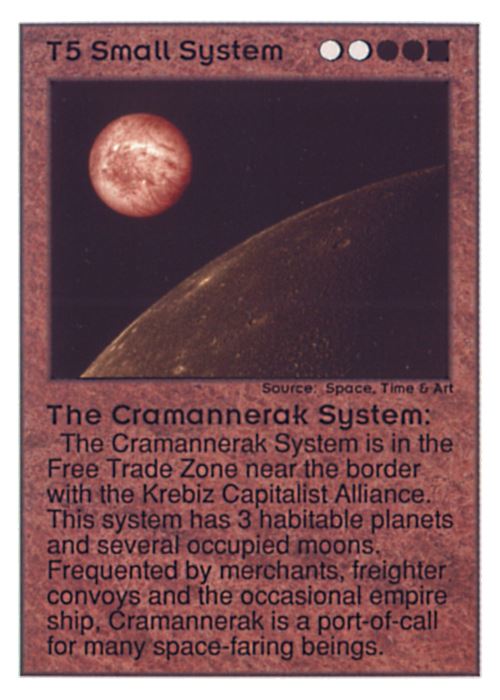 T5 Small System
Source: Space, Time & Art
The Cramannerak System:
The Cramannerak System is in the
Free Trade Zone near the border
with the Krebiz Capitalist Alliance.
This system has 3 habitable planets
and several occupied moons.
Frequented by merchants, freighter
convoys and the occasional empire
ship, Cramannerak is a port-of-call
for many space-faring beings.